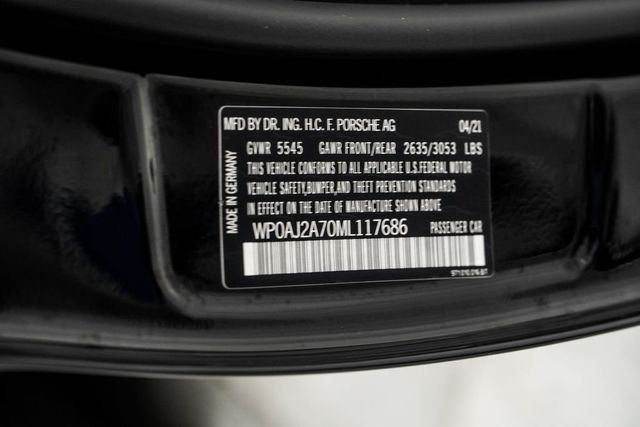 MFD BY DR. ING. H.C. F. PORSCHE AG 04/21
GVWR 5545 GAWR FRONT/REAR 2635/3053 LBS
THIS VEHICLE CONFORMS TO ALL APPLICABLE U.S.FEDERAL MOTOR
VEHICLE SAFETY,BUMPER,AND THEFT PREVENTION STANDARDS
IN EFFECT ON THE DATE OF MANUFACTURE SHOWN ABOVE
WP0AJ2A70ML117686 PASSENGER CAR
MADE IN GERMANY